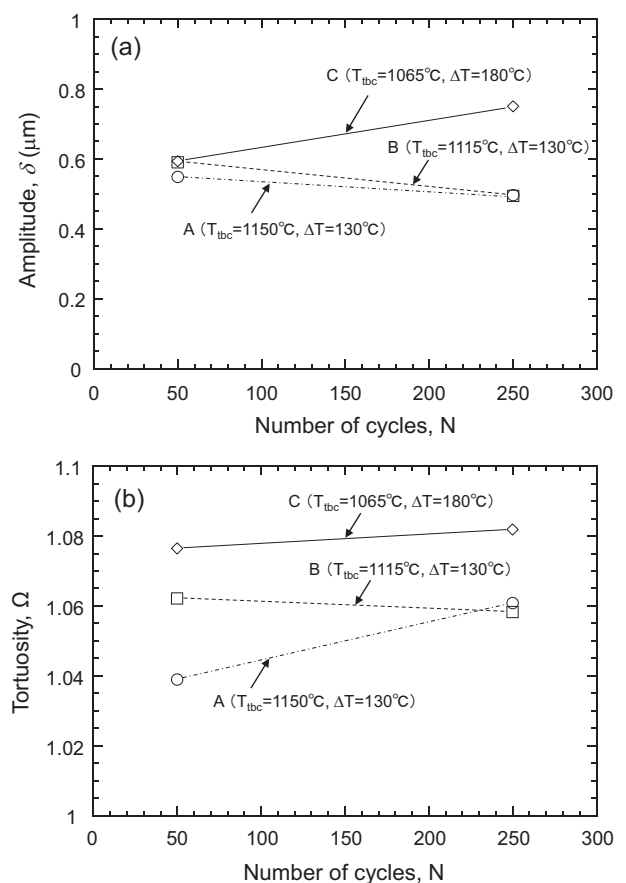 (a)
C (T_tbc=1065℃, ΔT=180℃)
B (T_tbc=1115℃, ΔT=130℃)
A (T_tbc=1150℃, ΔT=130℃)
Amplitude, δ (μm)
1
0.8
0.6
0.4
0.2
0
0 50 100 150 200 250 300
Number of cycles, N
(b)
C (T_tbc=1065℃, ΔT=180℃)
B (T_tbc=1115℃, ΔT=130℃)
A (T_tbc=1150℃, ΔT=130℃)
Tortuosity, Ω
1.1
1.08
1.06
1.04
1.02
1
0 50 100 150 200 250 300
Number of cycles, N